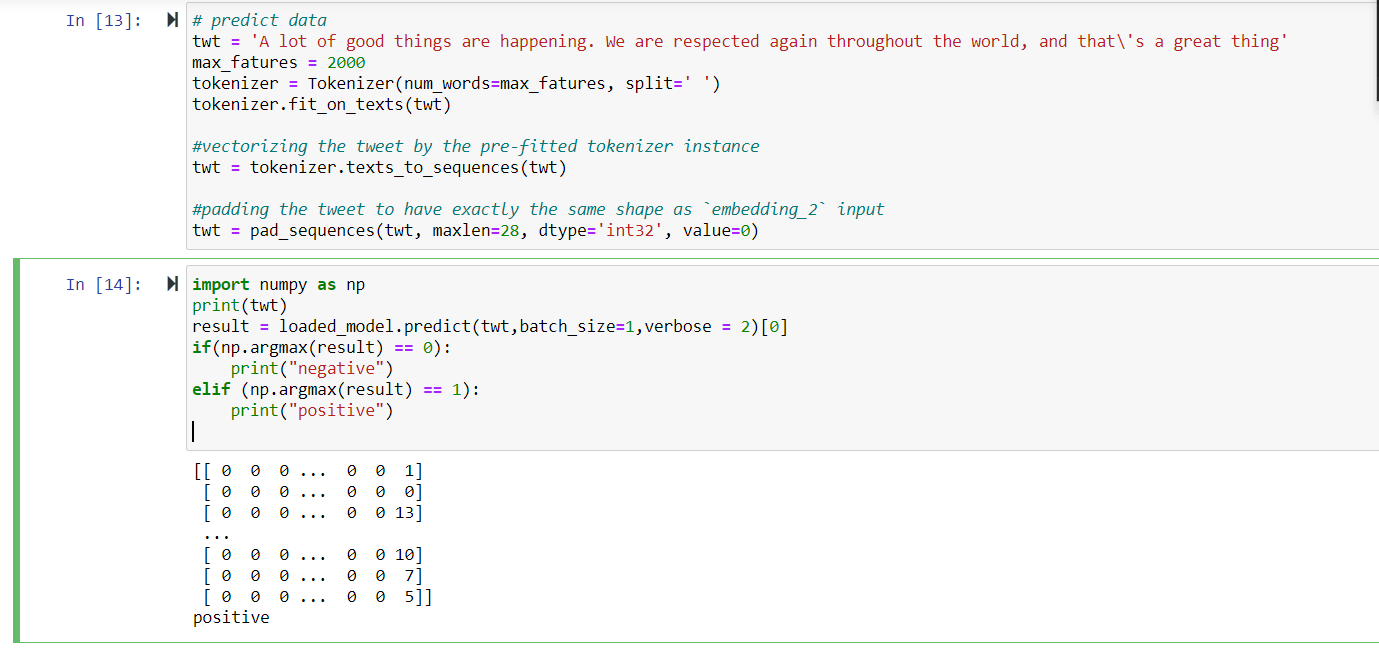 In [13]:
# predict data
twt = 'A lot of good things are happening. We are respected again throughout the world, and that\'s a great thing'
max_fatures = 2000
tokenizer = Tokenizer(num_words=max_fatures, split=' ')
tokenizer.fit_on_texts(twt)
#vectorizing the tweet by the pre-fitted tokenizer instance
twt = tokenizer.texts_to_sequences(twt)
#padding the tweet to have exactly the same shape as `embedding_2` input
twt = pad_sequences(twt, maxlen=28, dtype='int32', value=0)
In [14]:
import numpy as np
print(twt)
result = loaded_model.predict(twt,batch_size=1,verbose = 2)[0]
if(np.argmax(result) == 0):
    print("negative")
elif (np.argmax(result) == 1):
    print("positive")
[[ 0  0  0 ...  0  0  1]
 [ 0  0  0 ...  0  0  0]
 [ 0  0  0 ...  0  0 13]
 ...
 [ 0  0  0 ...  0  0 10]
 [ 0  0  0 ...  0  0  7]
 [ 0  0  0 ...  0  0  5]]
positive